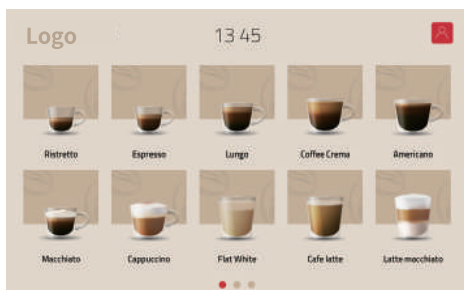 Logo
13 45
Ristretto
Espresso
Lungo
Coffee Crema
Americano
Macchiato
Cappuccino
Flat White
Cafe latte
Latte macchiato